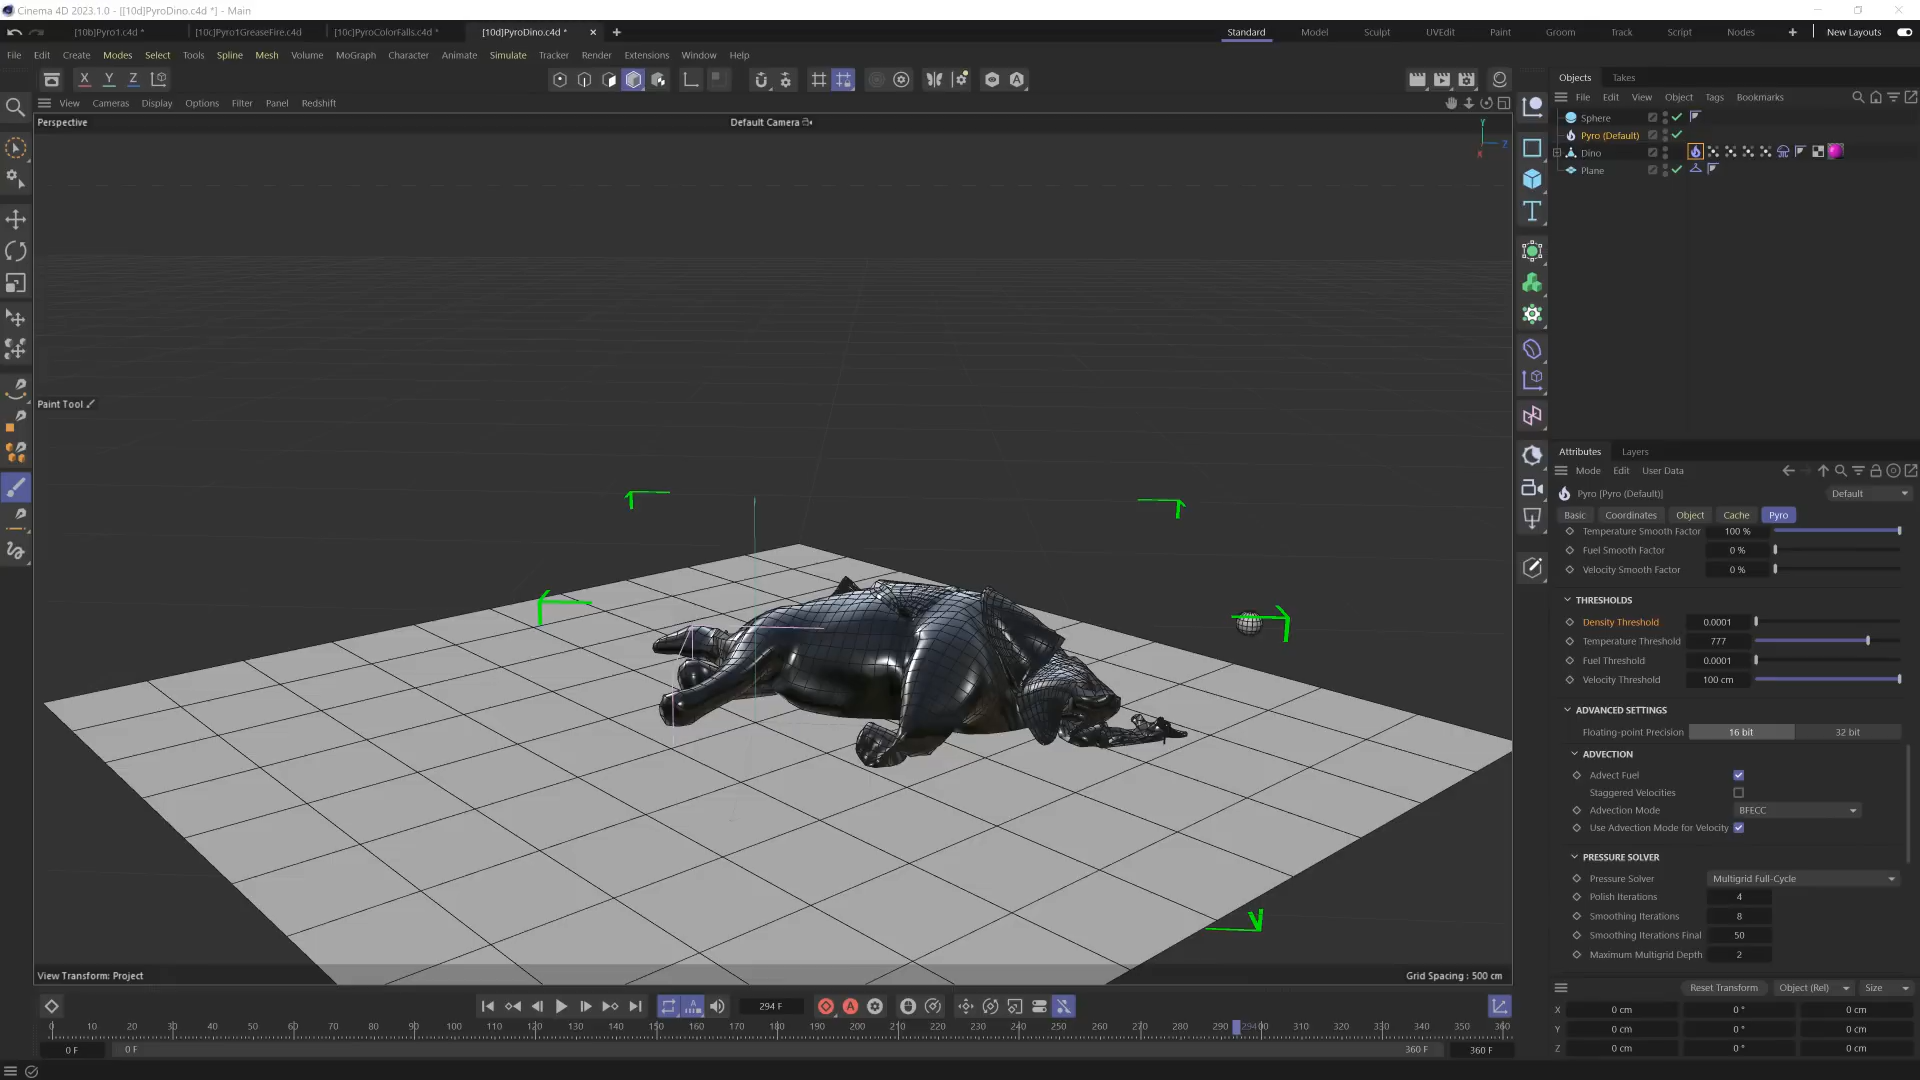 Cinema 4D 2023.1.0 - [[10d]PyroDino.c4d *] - Main
[10b]Pyro1.c4d *
[10c]Pyro1GreaseFire.c4d
[10c]PyroColorFalls.c4d *
[10d]PyroDino.c4d *
Standard Model Sculpt UVEdit Paint Groom Track Script Nodes New Layouts
File Edit Create Modes Select Tools Spline Mesh Volume MoGraph Character Animate Simulate Tracker Render Extensions Window Help
X Y Z
View Cameras Display Options Filter Panel Redshift
Perspective
Default Camera
Y
Z
X
Paint Tool
View Transform: Project
Grid Spacing : 500 cm
Objects Takes
File Edit View Object Tags Bookmarks
Sphere
Pyro (Default)
Dino
Plane
Attributes Layers
Mode Edit User Data
Pyro [Pyro (Default)]
Default
Basic Coordinates Object Cache Pyro
Temperature Smooth Factor 100 %
Fuel Smooth Factor 0 %
Velocity Smooth Factor 0 %
THRESHOLDS
Density Threshold 0.0001
Temperature Threshold 777
Fuel Threshold 0.0001
Velocity Threshold 100 cm
ADVANCED SETTINGS
Floating-point Precision 16 bit 32 bit
ADVECTION
Advect Fuel
Staggered Velocities
Advection Mode BFECC
Use Advection Mode for Velocity
PRESSURE SOLVER
Pressure Solver Multigrid Full-Cycle
Polish Iterations 4
Smoothing Iterations 8
Smoothing Iterations Final 50
Maximum Multigrid Depth 2
Reset Transform Object (Rel) Size
X 0 cm 0 ° 0 cm
Y 0 cm 0 ° 0 cm
Z 0 cm 0 ° 0 cm
294 F
0 10 20 30 40 50 60 70 80 90 100 110 120 130 140 150 160 170 180 190 200 210 220 230 240 250 260 270 280 290 294 00 310 320 330 340 350 360
0 F 0 F 360 F 360 F